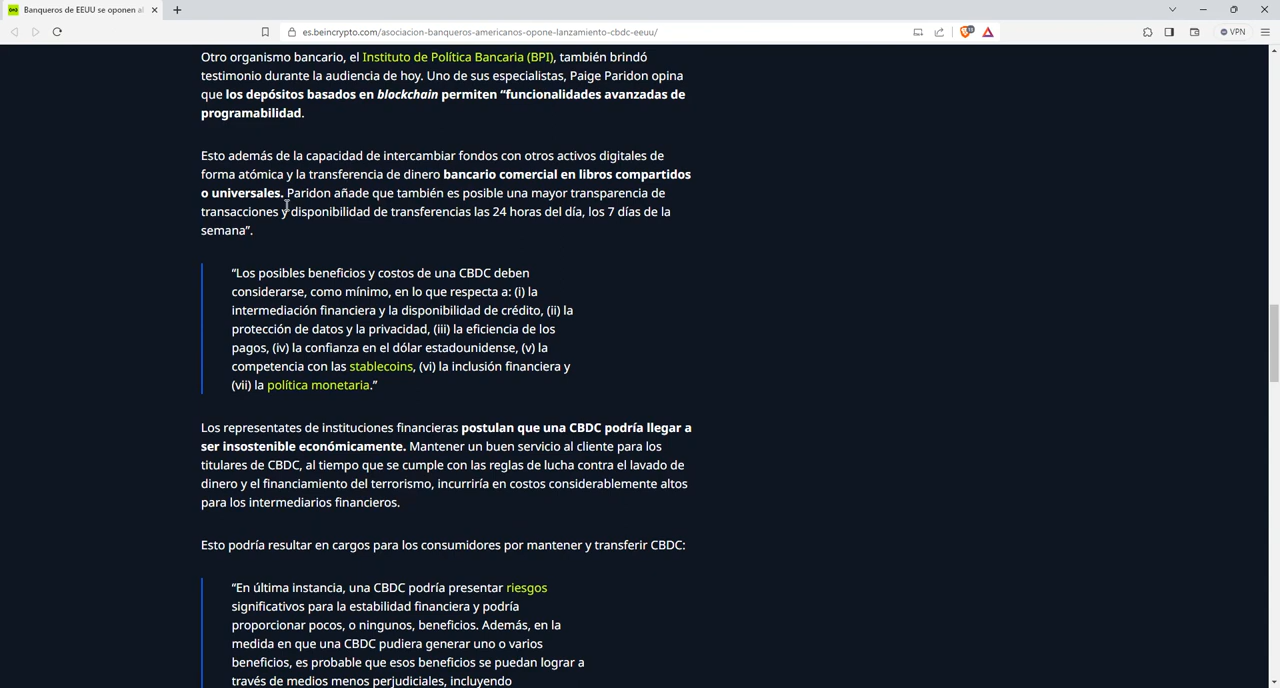 Banqueros de EEUU se oponen al
es.beincrypto.com/asociacion-banqueros-americanos-opone-lanzamiento-cbdc-eeuu/
VPN
Otro organismo bancario, el Instituto de Política Bancaria (BPI), también brindó
testimonio durante la audiencia de hoy. Uno de sus especialistas, Paige Paridon opina
que los depósitos basados en blockchain permiten “funcionalidades avanzadas de
programabilidad.
Esto además de la capacidad de intercambiar fondos con otros activos digitales de
forma atómica y la transferencia de dinero bancario comercial en libros compartidos
o universales. Paridon añade que también es posible una mayor transparencia de
transacciones y disponibilidad de transferencias las 24 horas del día, los 7 días de la
semana”.
“Los posibles beneficios y costos de una CBDC deben
considerarse, como mínimo, en lo que respecta a: (i) la
intermediación financiera y la disponibilidad de crédito, (ii) la
protección de datos y la privacidad, (iii) la eficiencia de los
pagos, (iv) la confianza en el dólar estadounidense, (v) la
competencia con las stablecoins, (vi) la inclusión financiera y
(vii) la política monetaria.”
Los representates de instituciones financieras postulan que una CBDC podría llegar a
ser insostenible económicamente. Mantener un buen servicio al cliente para los
titulares de CBDC, al tiempo que se cumple con las reglas de lucha contra el lavado de
dinero y el financiamiento del terrorismo, incurriría en costos considerablemente altos
para los intermediarios financieros.
Esto podría resultar en cargos para los consumidores por mantener y transferir CBDC:
“En última instancia, una CBDC podría presentar riesgos
significativos para la estabilidad financiera y podría
proporcionar pocos, o ningunos, beneficios. Además, en la
medida en que una CBDC pudiera generar uno o varios
beneficios, es probable que esos beneficios se puedan lograr a
través de medios menos perjudiciales, incluyendo